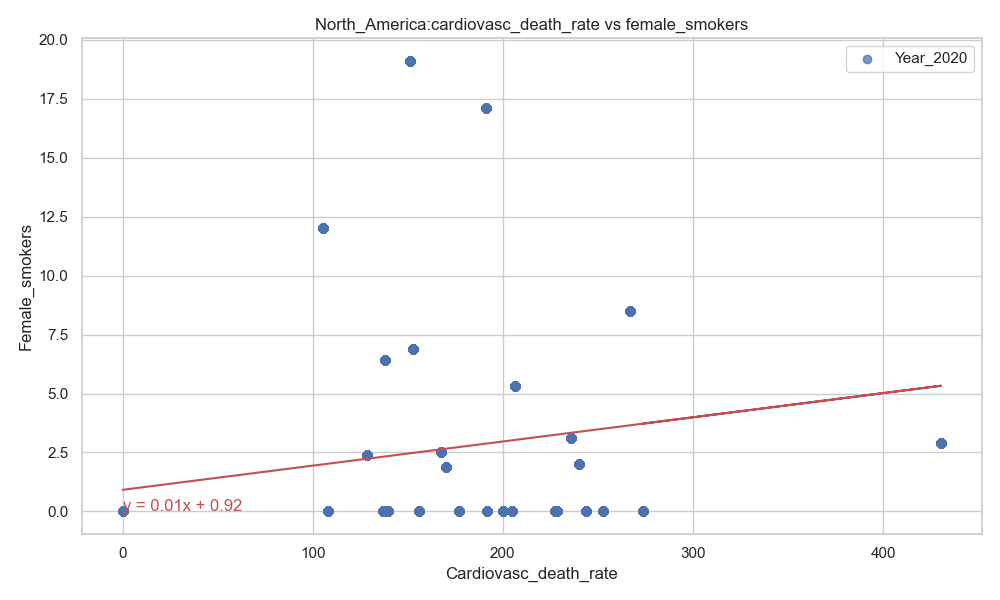 North_America:cardiovasc_death_rate vs female_smokers
20.0
17.5
15.0
12.5
10.0
7.5
5.0
2.5
0.0
Female_smokers
Year_2020
y = 0.01x + 0.92
0 100 200 300 400
Cardiovasc_death_rate